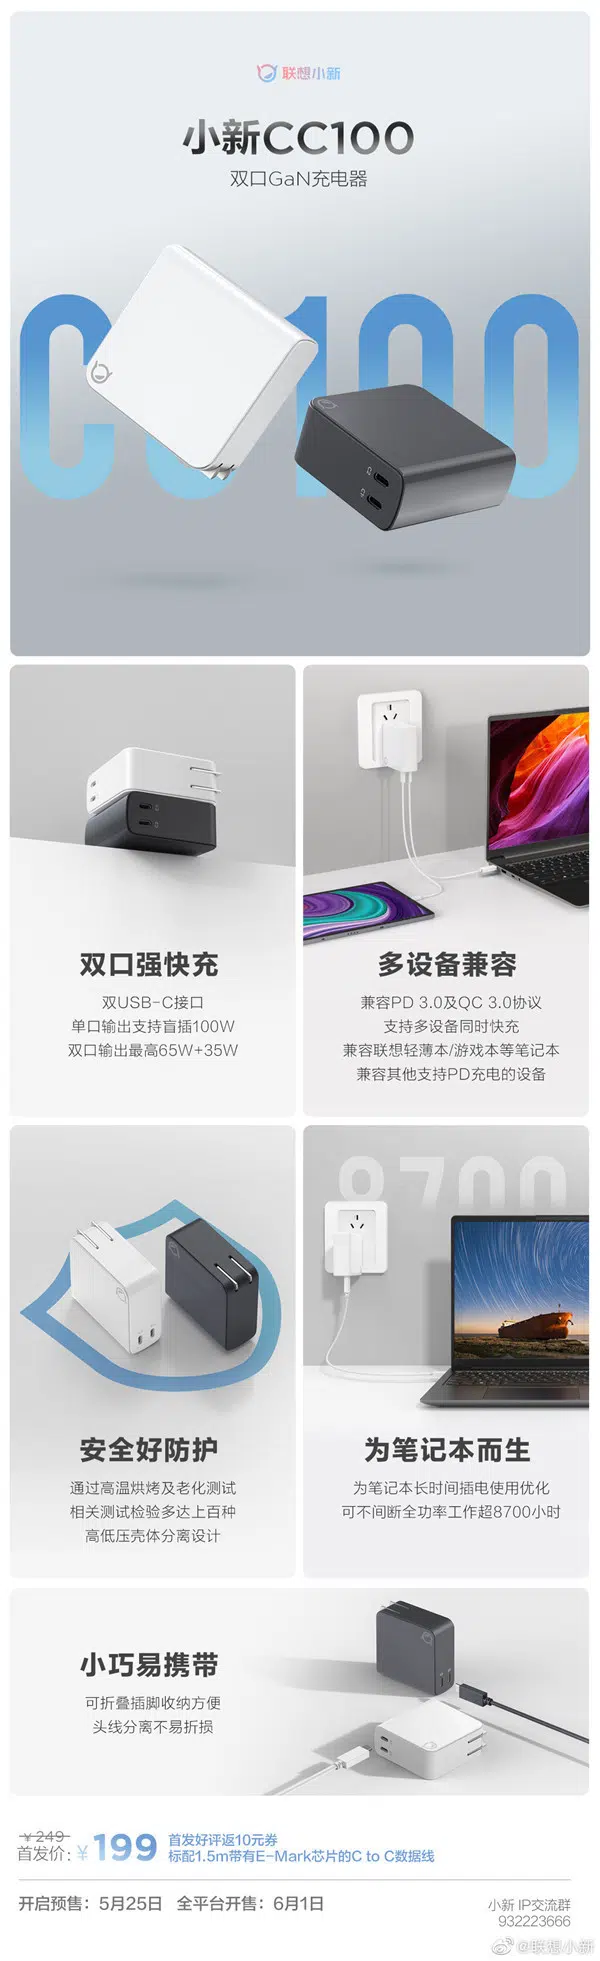 联想小新
小新CC100
双口GaN充电器
CC100
双口强快充
双USB-C接口
单口输出支持盲插100W
双口输出最高65W+35W
多设备兼容
兼容PD 3.0及QC 3.0协议
支持多设备同时快充
兼容联想轻薄本/游戏本等笔记本
兼容其他支持PD充电的设备
安全好防护
通过高温烘烤及老化测试
相关测试检验多达上百种
高低压壳体分离设计
8700
为笔记本而生
为笔记本长时间插电使用优化
可不间断全功率工作超8700小时
小巧易携带
可折叠插脚收纳方便
头线分离不易折损
¥249
首发价:¥199
首发好评返10元券
标配1.5m带有E-Mark芯片的C to C数据线
开启预售：5月25日 全平台开售：6月1日
小新 IP交流群
932223666
@联想小新